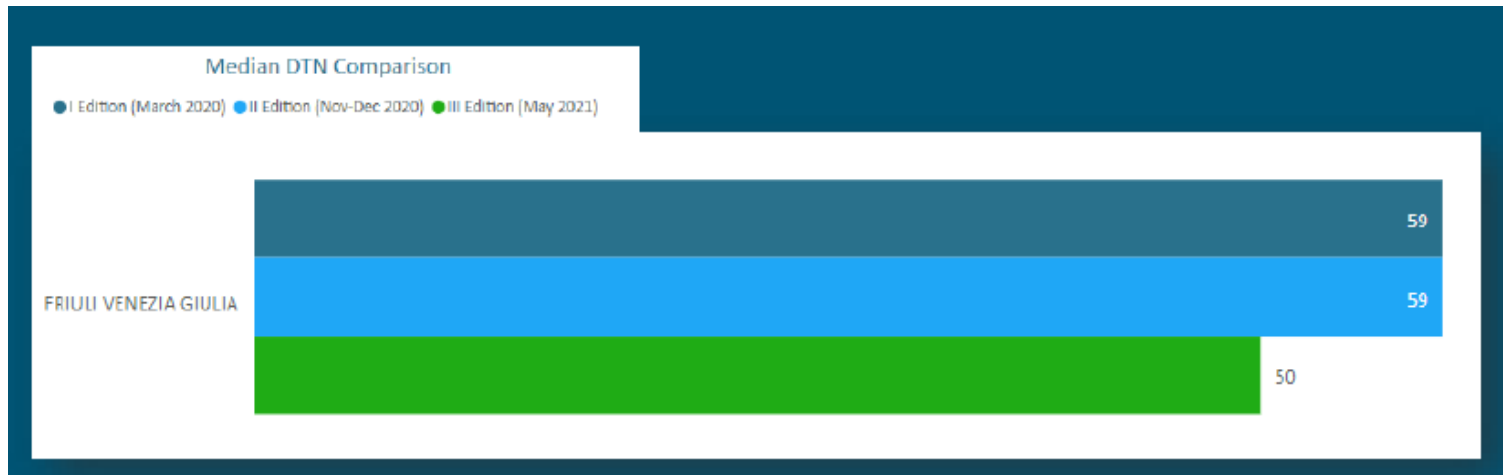 Median DTN Comparison
I Edition (March 2020) II Edition (Nov-Dec 2020) III Edition (May 2021)
59
FRIULI VENEZIA GIULIA
59
50